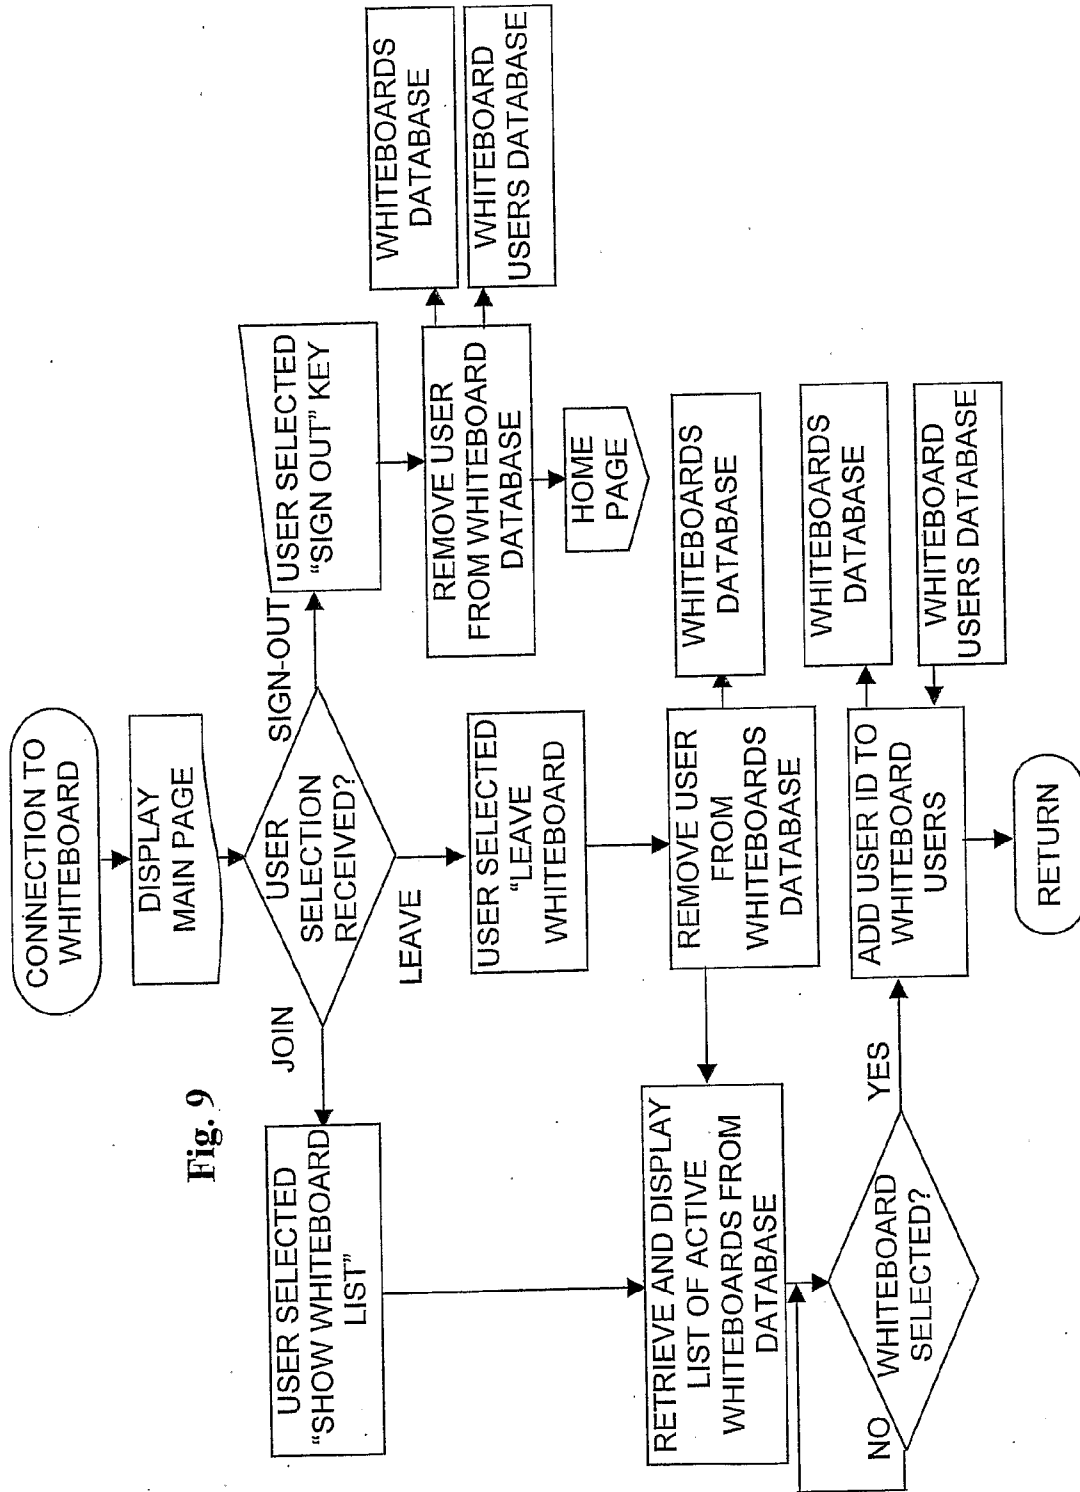 Fig. 9
CONNECTION TO
WHITEBOARD
DISPLAY
MAIN PAGE
USER
SELECTION
RECEIVED?
JOIN
SIGN-OUT
LEAVE
USER SELECTED
“SHOW WHITEBOARD
LIST”
USER SELECTED
“LEAVE
WHITEBOARD
USER SELECTED
“SIGN OUT” KEY
REMOVE USER
FROM WHITEBOARD
DATABASE
WHITEBOARDS
DATABASE
WHITEBOARD
USERS DATABASE
HOME
PAGE
REMOVE USER
FROM
WHITEBOARDS
DATABASE
WHITEBOARDS
DATABASE
RETRIEVE AND DISPLAY
LIST OF ACTIVE
WHITEBOARDS FROM
DATABASE
WHITEBOARD
SELECTED?
NO
YES
ADD USER ID TO
WHITEBOARD
USERS
WHITEBOARDS
DATABASE
WHITEBOARD
USERS DATABASE
RETURN